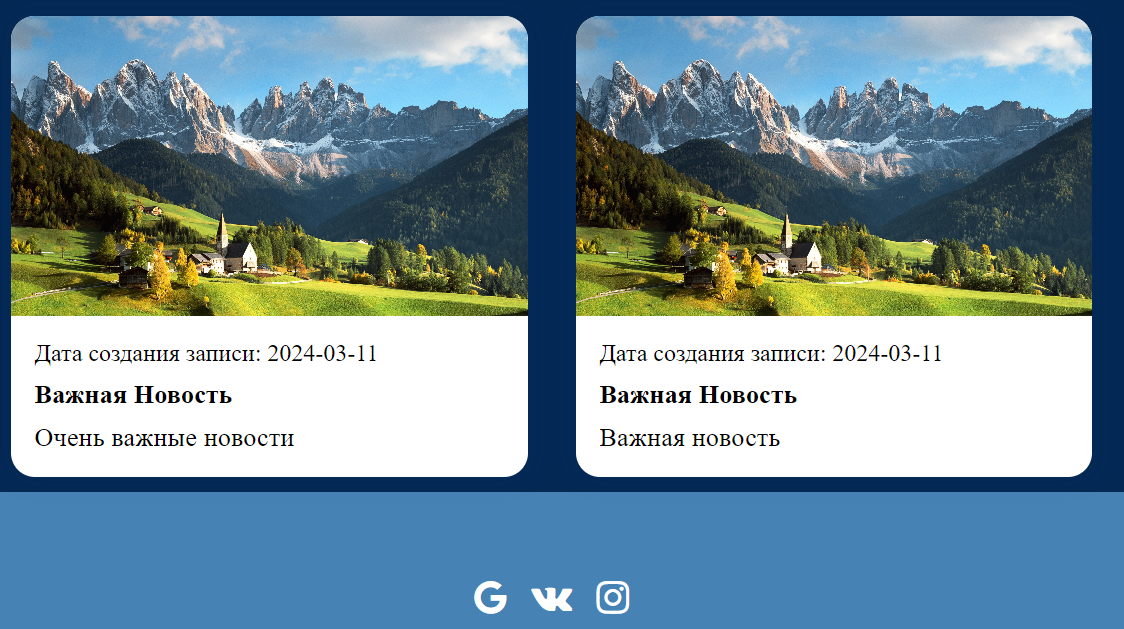 Дата создания записи: 2024-03-11
Важная Новость
Очень важные новости
Дата создания записи: 2024-03-11
Важная Новость
Важная новость